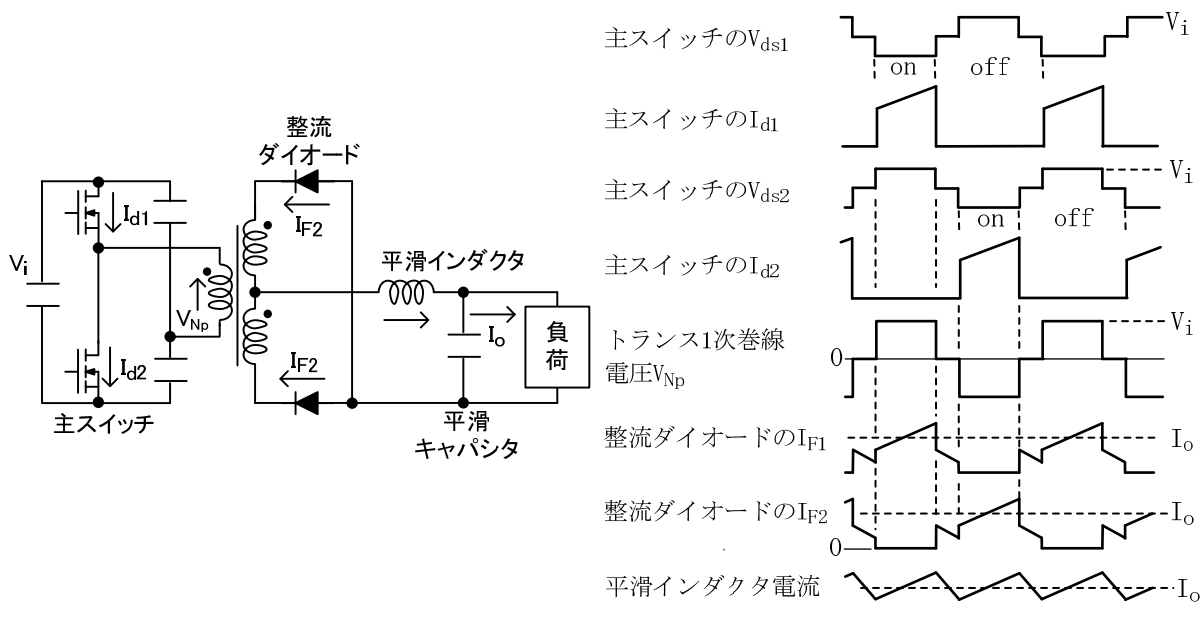 整流
ダイオード
Id1
IF2
Vi
VNp
平滑インダクタ
Io
負
荷
Id2
IF2
主スイッチ
平滑
キャパシタ
主スイッチのVds1
Vi
on
off
主スイッチのId1
主スイッチのVds2
Vi
on
off
主スイッチのId2
トランス1次巻線
電圧VNp
0
Vi
整流ダイオードのIF1
Io
整流ダイオードのIF2
Io
0
平滑インダクタ電流
Io